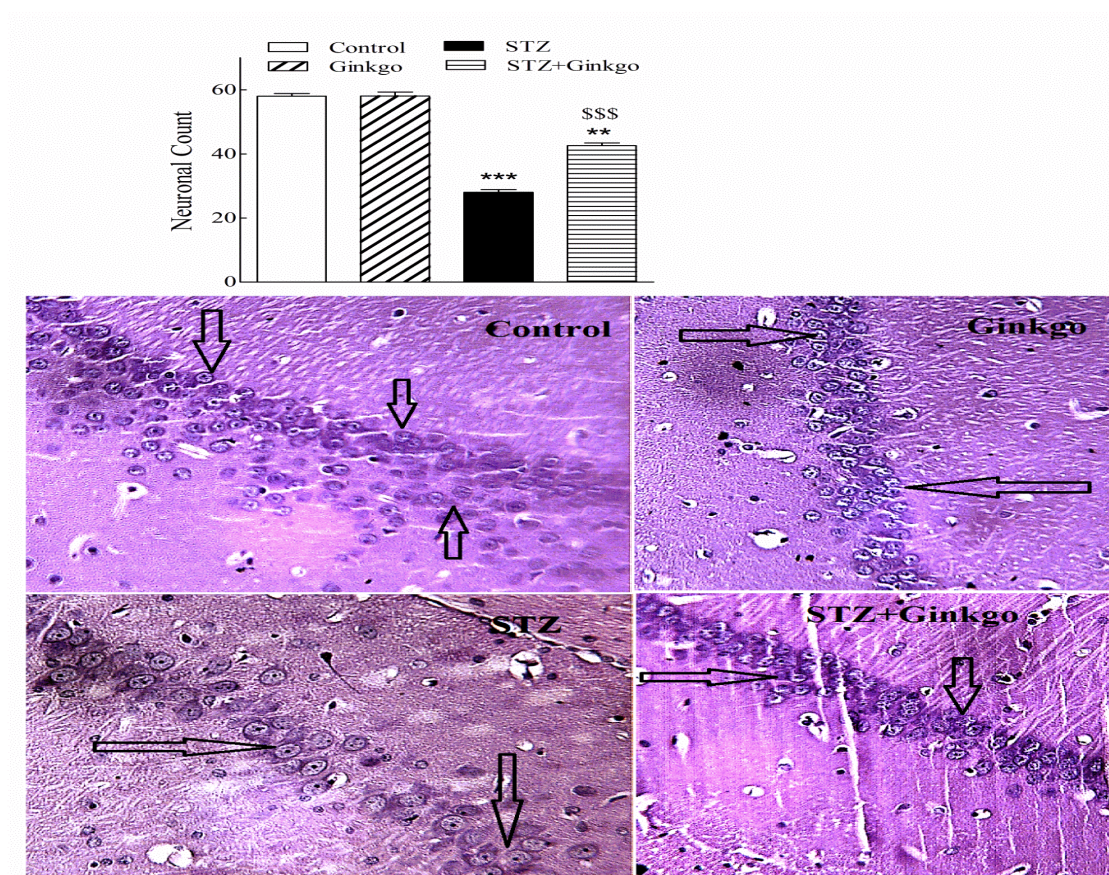 Control STZ
Ginkgo STZ+Ginkgo
Neuronal Count
60
40
20
0
***
$$$
**
Control
Ginkgo
STZ
STZ+Ginkgo